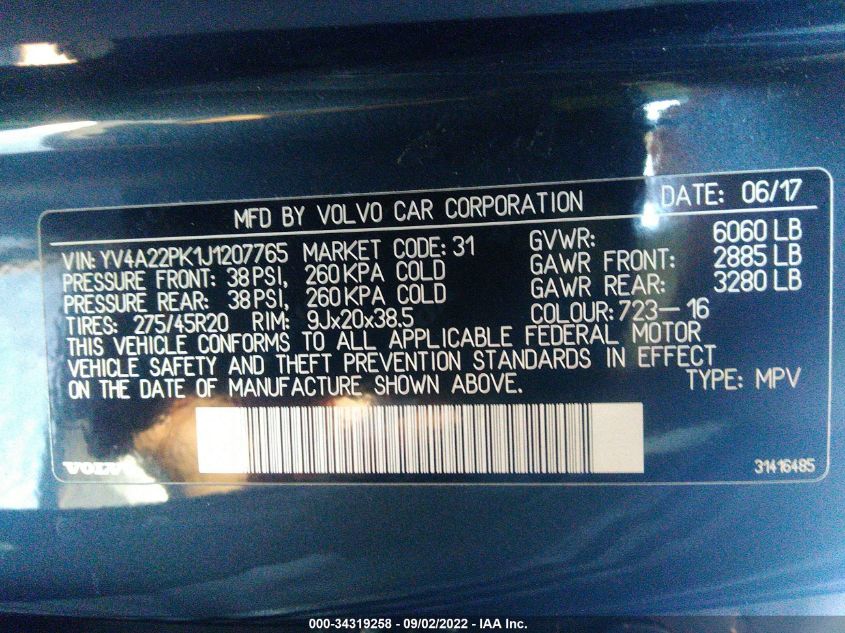 MFD BY VOLVO CAR CORPORATION DATE: 06/17
VIN: YV4A22PK1J1207765 MARKET CODE: 31 GVWR: 6060 LB
PRESSURE FRONT: 38 PSI, 260 KPA COLD GAWR FRONT: 2885 LB
PRESSURE REAR: 38 PSI, 260 KPA COLD GAWR REAR: 3280 LB
TIRES: 275/45R20 RIM: 9Jx20x38.5 COLOUR: 723-16
THIS VEHICLE CONFORMS TO ALL APPLICABLE FEDERAL MOTOR
VEHICLE SAFETY AND THEFT PREVENTION STANDARDS IN EFFECT
ON THE DATE OF MANUFACTURE SHOWN ABOVE. TYPE: MPV
VOLVO 31416485
000-34319258 - 09/02/2022 - IAA Inc.